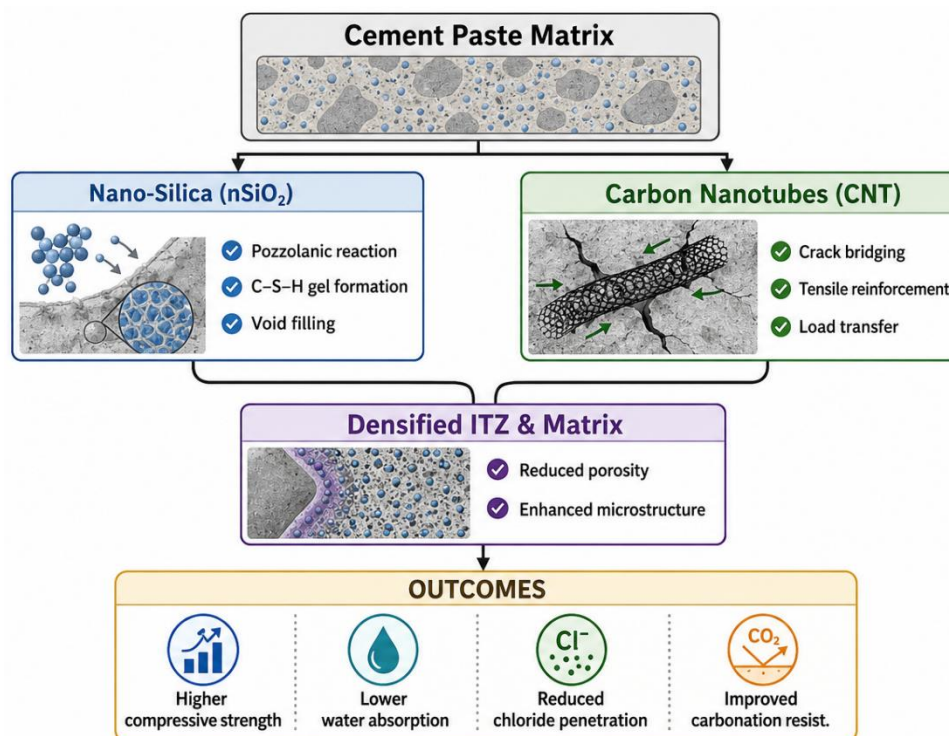 Cement Paste Matrix
Nano-Silica (nSiO₂)
Pozzolanic reaction
C–S–H gel formation
Void filling
Carbon Nanotubes (CNT)
Crack bridging
Tensile reinforcement
Load transfer
Densified ITZ & Matrix
Reduced porosity
Enhanced microstructure
OUTCOMES
Higher
compressive strength
Lower
water absorption
Cl⁻
Reduced
chloride penetration
CO₂
Improved
carbonation resist.